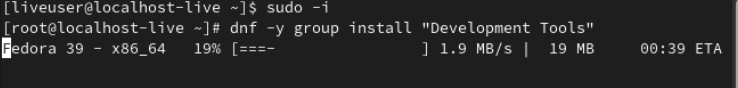 [liveuser@localhost-live ~]$ sudo -i
[root@localhost-live ~]# dnf -y group install "Development Tools"
Fedora 39 - x86_64   19% [===-              ] 1.9 MB/s |  19 MB     00:39 ETA